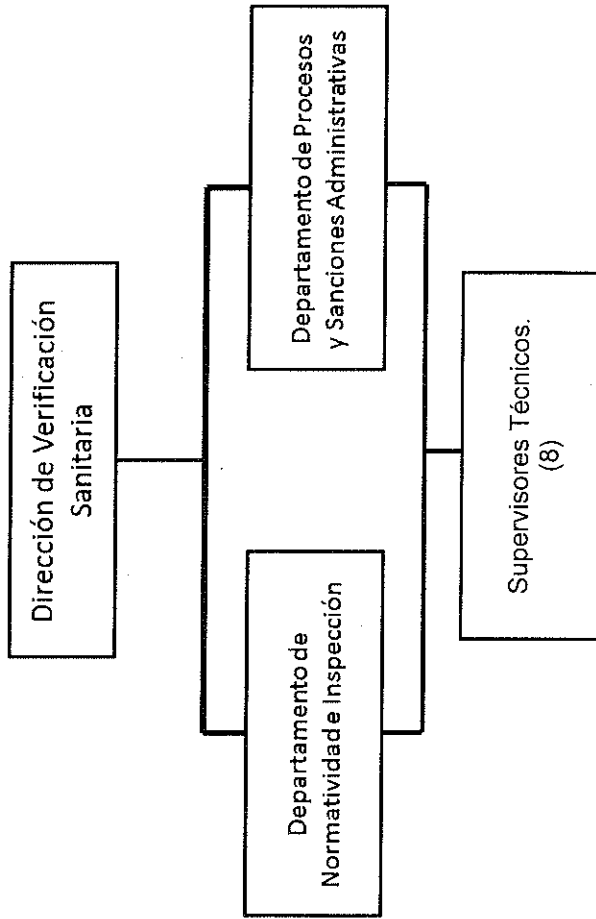 Dirección de Verificación
Sanitaria
Departamento de
Normatividad e Inspección
Departamento de Procesos
y Sanciones Administrativas
Supervisores Técnicos.
(8)